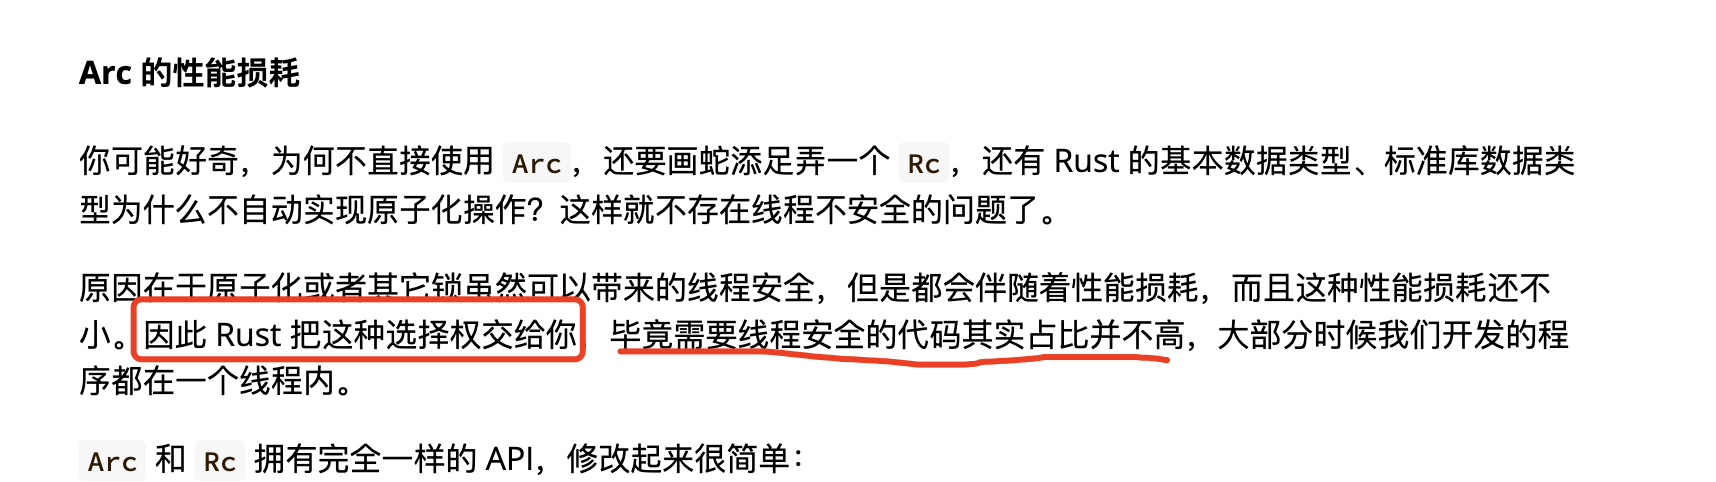 Arc 的性能损耗
你可能好奇，为何不直接使用 Arc，还要画蛇添足弄一个 Rc，还有 Rust 的基本数据类型、标准库数据类
型为什么不自动实现原子化操作？这样就不存在线程不安全的问题了。
原因在于原子化或者其它锁虽然可以带来的线程安全，但是都会伴随着性能损耗，而且这种性能损耗还不
小。因此 Rust 把这种选择权交给你 毕竟需要线程安全的代码其实占比并不高，大部分时候我们开发的程
序都在一个线程内。
Arc 和 Rc 拥有完全一样的 API，修改起来很简单：